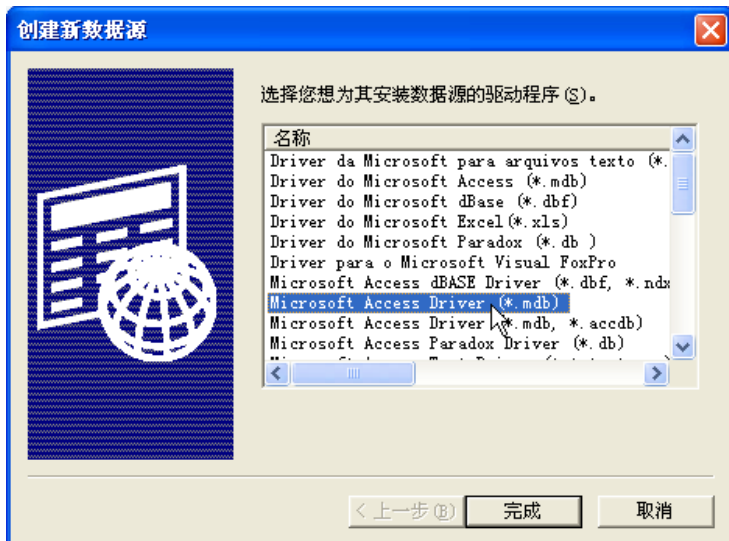 创建新数据源
选择您想为其安装数据源的驱动程序(S)。
名称
Driver da Microsoft para arquivos texto (*.
Driver do Microsoft Access (*.mdb)
Driver do Microsoft dBase (*.dbf)
Driver do Microsoft Excel(*.xls)
Driver do Microsoft Paradox (*.db )
Driver para o Microsoft Visual FoxPro
Microsoft Access dBASE Driver (*.dbf, *.ndx
Microsoft Access Driver (*.mdb)
Microsoft Access Driver (*.mdb, *.accdb)
Microsoft Access Paradox Driver (*.db)
< 上一步(B)
完成
取消